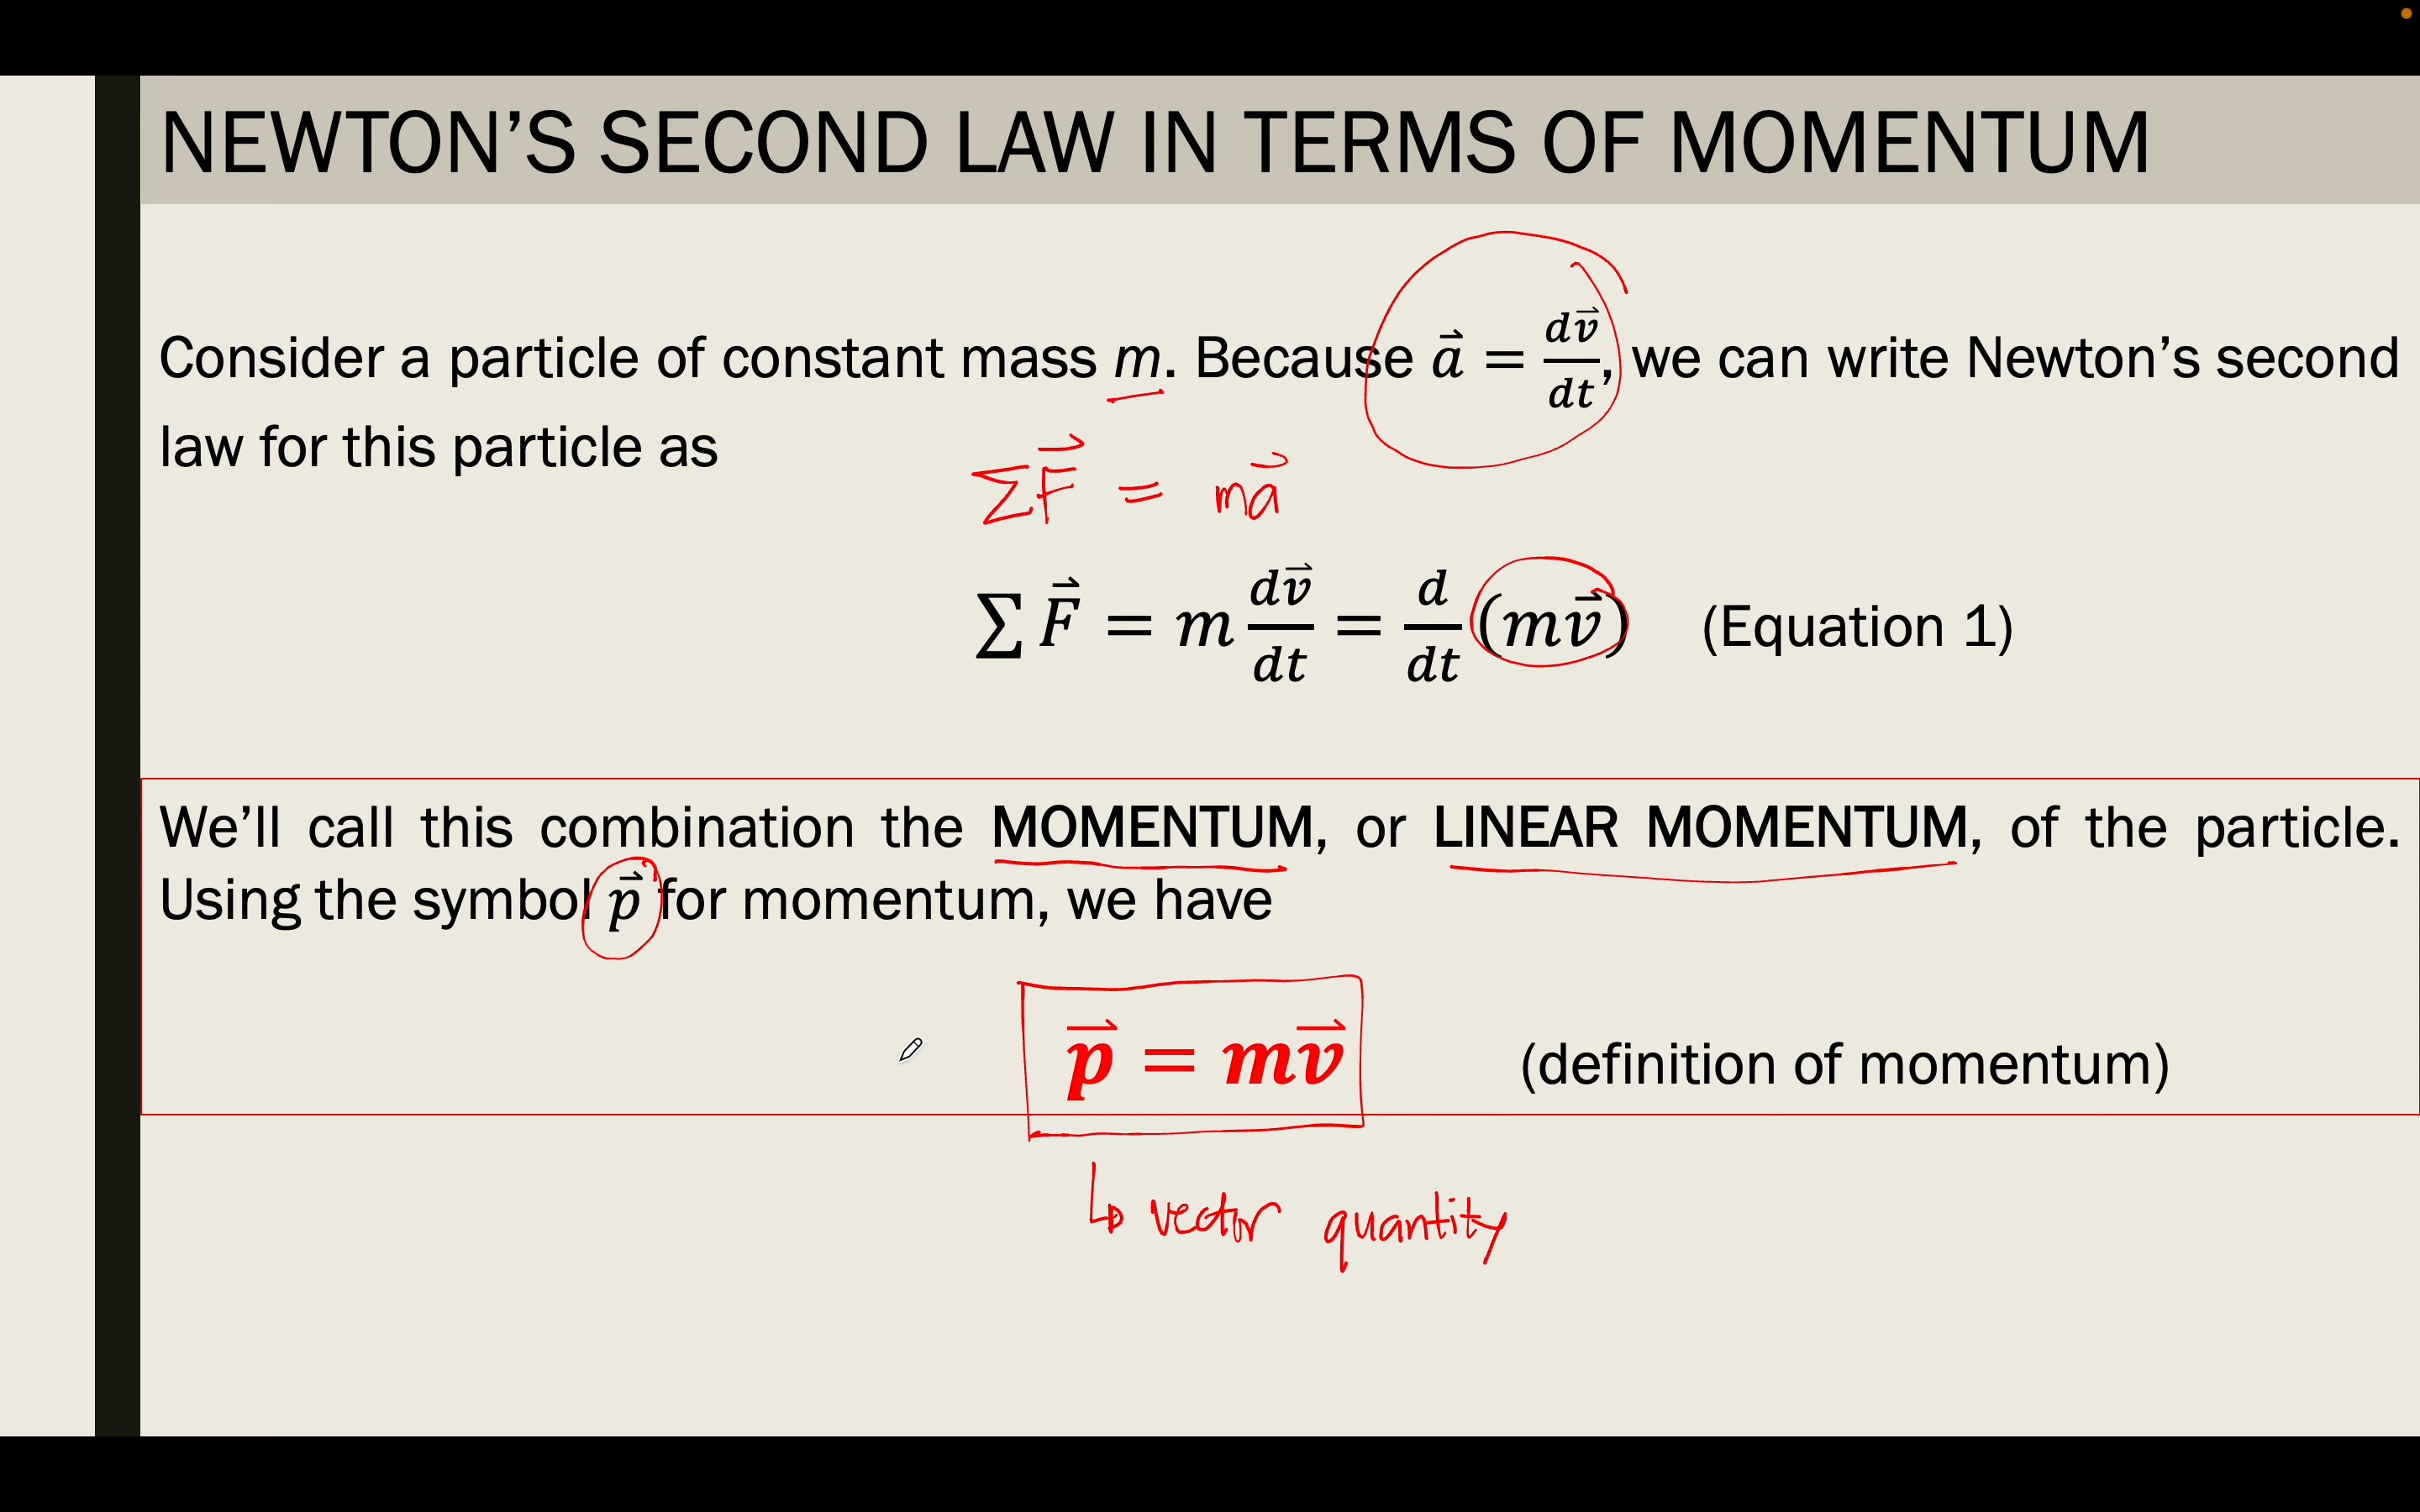 NEWTON’S SECOND LAW IN TERMS OF MOMENTUM
Consider a particle of constant mass m. Because a⃗ = dv⃗/dt, we can write Newton’s second
law for this particle as
ΣF⃗ = ma⃗
∑ F⃗ = m dv⃗/dt = d/dt (mv⃗) (Equation 1)
We’ll call this combination the MOMENTUM, or LINEAR MOMENTUM, of the particle.
Using the symbol p⃗ for momentum, we have
p⃗ = mv⃗ (definition of momentum)
↳ vector quantity